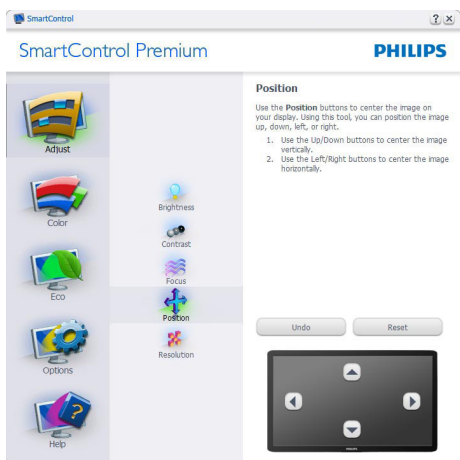 SmartControl
SmartControl Premium
PHILIPS
Adjust
Color
Eco
Options
Help
Brightness
Contrast
Focus
Position
Resolution
Position
Use the Position buttons to center the image on
your display. Using this tool, you can position the image
up, down, left, or right.
1. Use the Up/Down buttons to center the image
vertically.
2. Use the Left/Right buttons to center the image
horizontally.
Undo
Reset
PHILIPS